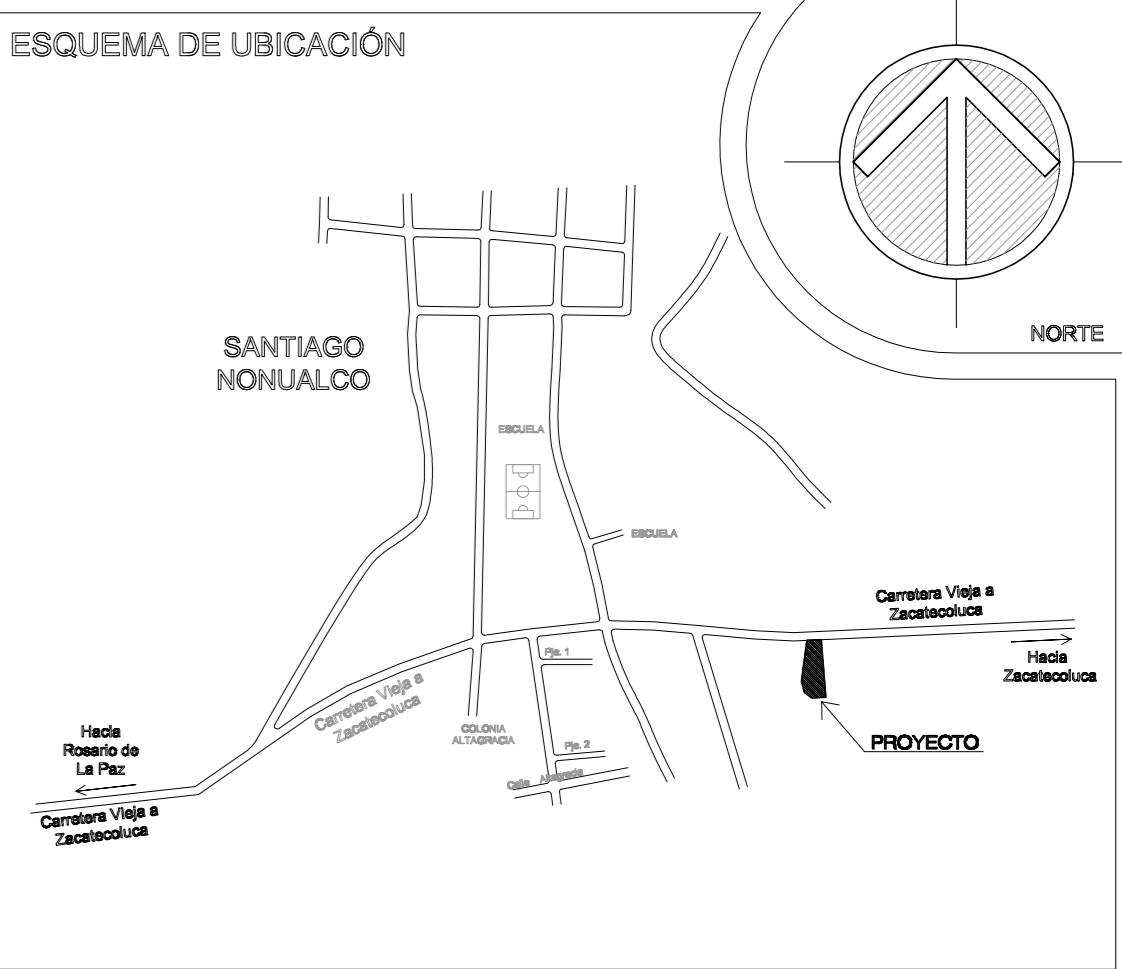 ESQUEMA DE UBICACIÓN
NORTE
SANTIAGO
NONUALCO
ESCUELA
ESCUELA
Carretera Vieja a
Zacatecoluca
Hacia
Zacatecoluca
Pje. 1
Carretera Vieja a
Zacatecoluca
COLONIA
ALTAGRACIA
Hacia
Rosario de
La Paz
PROYECTO
Pje. 2
Calle Altagracia
Carretera Vieja a
Zacatecoluca